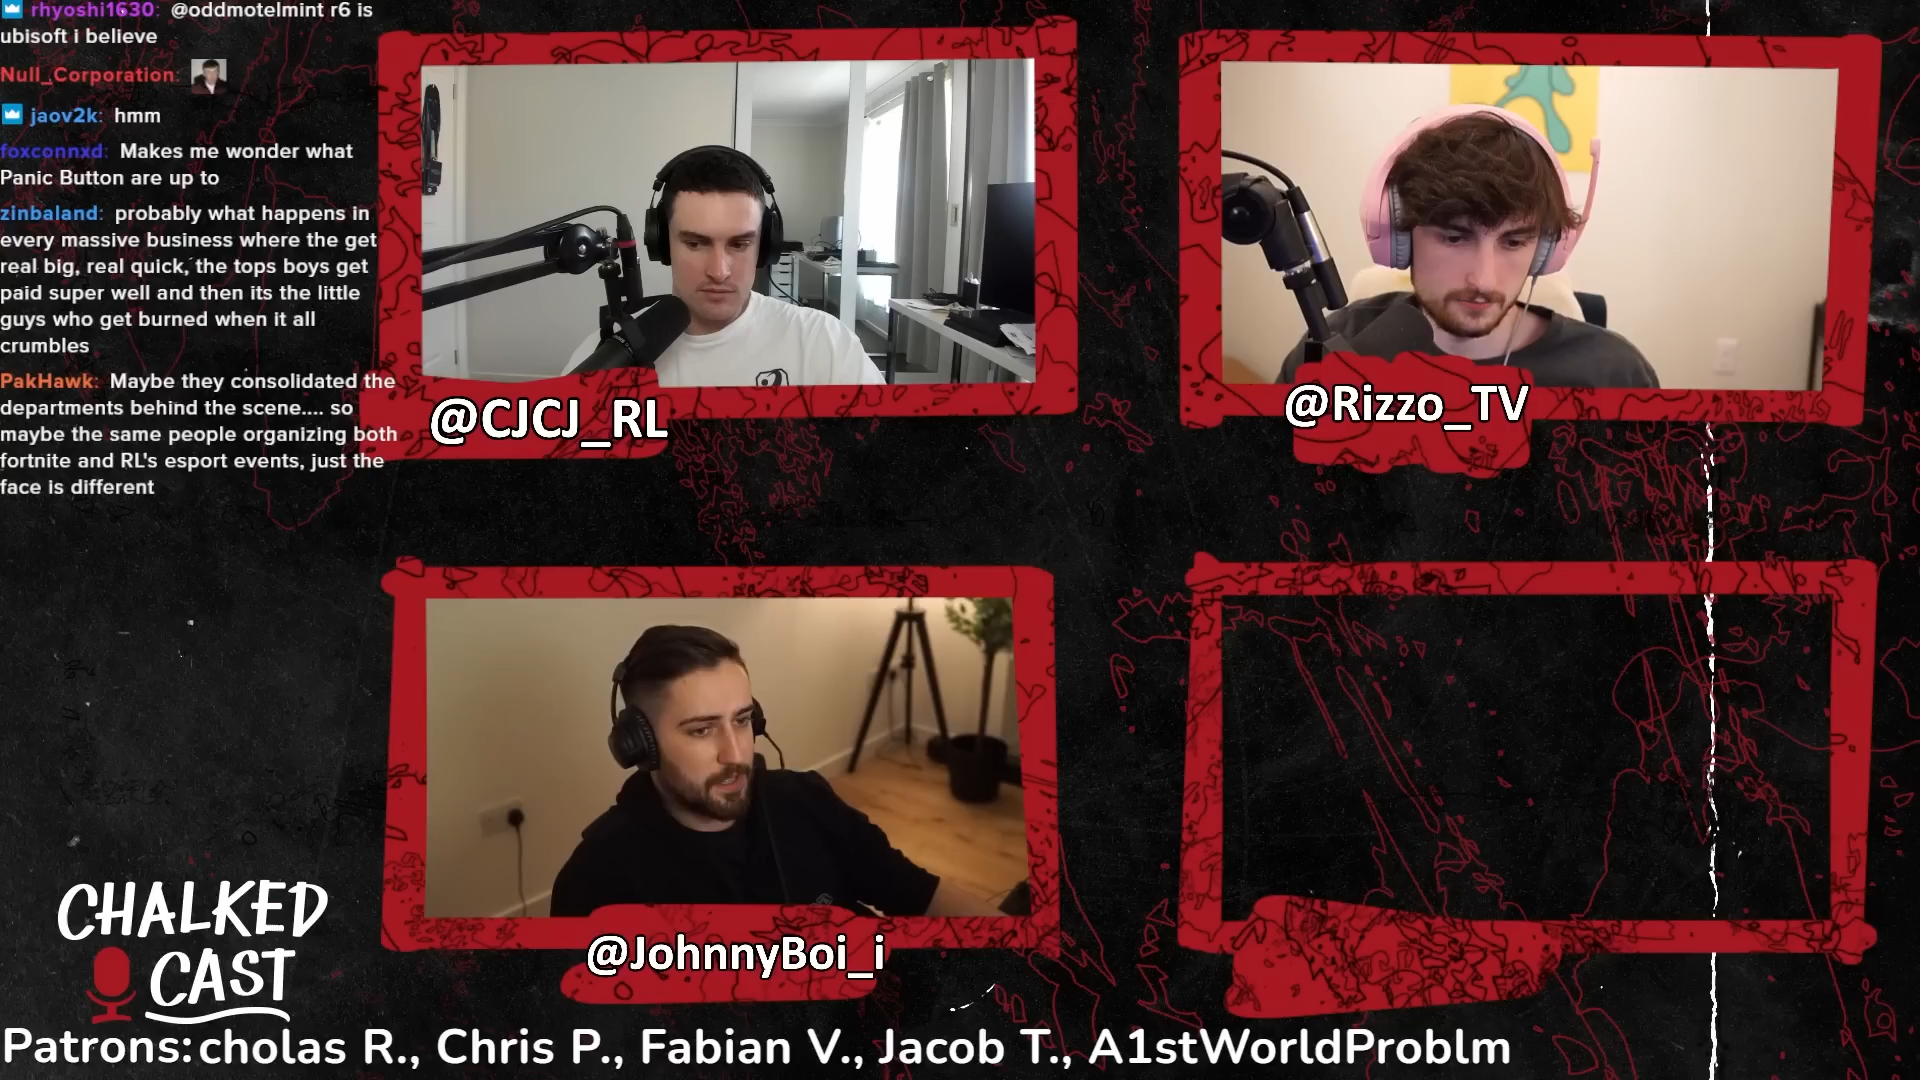 rhyoshi1630: @oddmotelmint r6 is
ubisoft i believe
Null_Corporation:
jaov2k: hmm
foxconnxd: Makes me wonder what
Panic Button are up to
zinbaland: probably what happens in
every massive business where the get
real big, real quick, the tops boys get
paid super well and then its the little
guys who get burned when it all
crumbles
PakHawk: Maybe they consolidated the
departments behind the scene.... so
maybe the same people organizing both
fortnite and RL's esport events, just the
face is different
@CJCJ_RL
@Rizzo_TV
@JohnnyBoi_i
CHALKED
CAST
Patrons: cholas R., Chris P., Fabian V., Jacob T., A1stWorldProblm